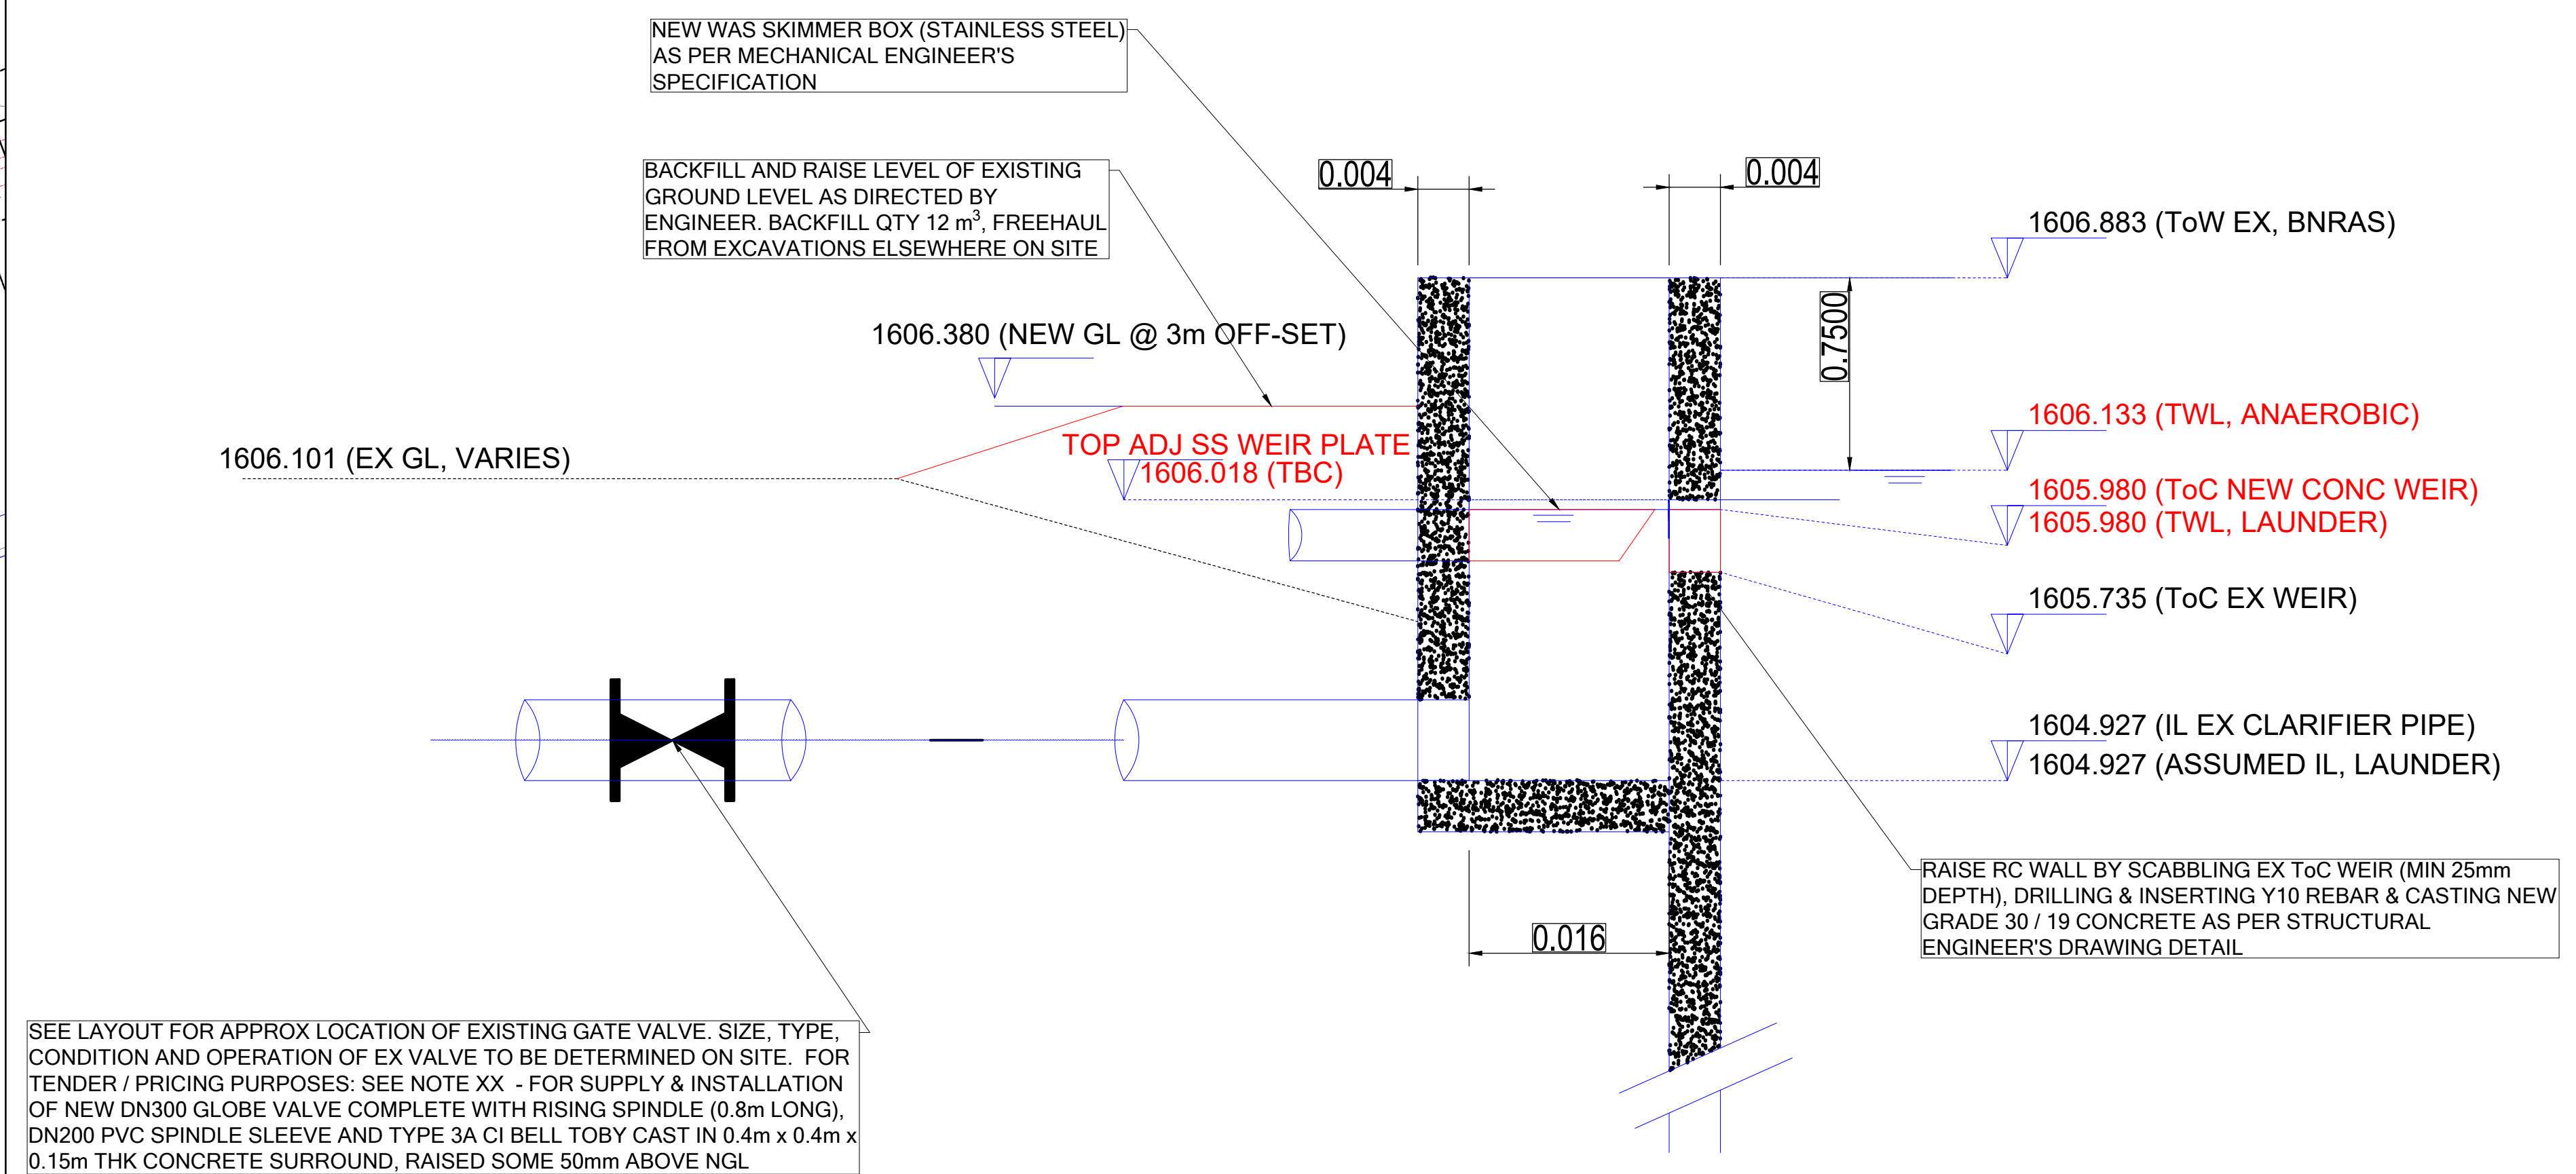 NEW WAS SKIMMER BOX (STAINLESS STEEL)
AS PER MECHANICAL ENGINEER'S
SPECIFICATION
BACKFILL AND RAISE LEVEL OF EXISTING
GROUND LEVEL AS DIRECTED BY
ENGINEER. BACKFILL QTY 12 m³, FREEHAUL
FROM EXCAVATIONS ELSEWHERE ON SITE
0.004
0.004
1606.883 (ToW EX, BNRAS)
0.7500
1606.380 (NEW GL @ 3m OFF-SET)
1606.133 (TWL, ANAEROBIC)
1606.101 (EX GL, VARIES)
TOP ADJ SS WEIR PLATE
1606.018 (TBC)
1605.980 (ToC NEW CONC WEIR)
1605.980 (TWL, LAUNDER)
1605.735 (ToC EX WEIR)
1604.927 (IL EX CLARIFIER PIPE)
1604.927 (ASSUMED IL, LAUNDER)
0.016
RAISE RC WALL BY SCABBLING EX ToC WEIR (MIN 25mm
DEPTH), DRILLING & INSERTING Y10 REBAR & CASTING NEW
GRADE 30 / 19 CONCRETE AS PER STRUCTURAL
ENGINEER'S DRAWING DETAIL
SEE LAYOUT FOR APPROX LOCATION OF EXISTING GATE VALVE. SIZE, TYPE,
CONDITION AND OPERATION OF EX VALVE TO BE DETERMINED ON SITE.  FOR
TENDER / PRICING PURPOSES: SEE NOTE XX  - FOR SUPPLY & INSTALLATION
OF NEW DN300 GLOBE VALVE COMPLETE WITH RISING SPINDLE (0.8m LONG),
DN200 PVC SPINDLE SLEEVE AND TYPE 3A CI BELL TOBY CAST IN 0.4m x 0.4m x
0.15m THK CONCRETE SURROUND, RAISED SOME 50mm ABOVE NGL